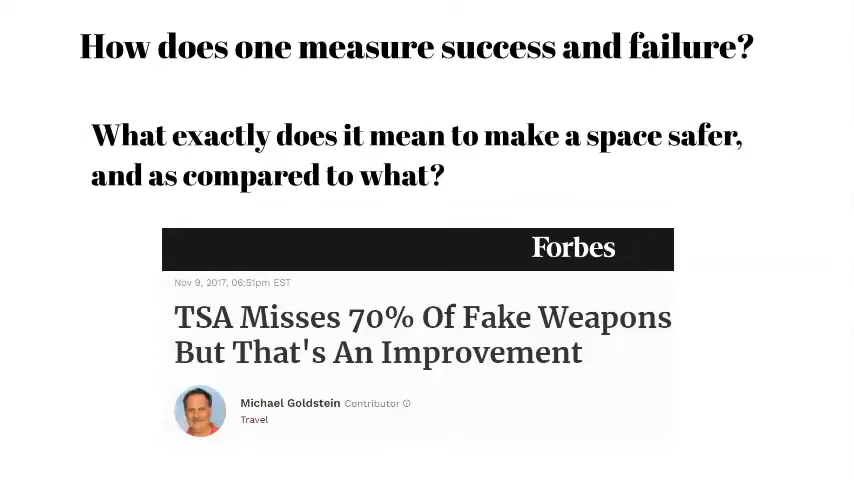 How does one measure success and failure?
What exactly does it mean to make a space safer,
and as compared to what?
Forbes
Nov 9, 2017, 06:51pm EST
TSA Misses 70% Of Fake Weapons
But That's An Improvement
Michael Goldstein Contributor
Travel